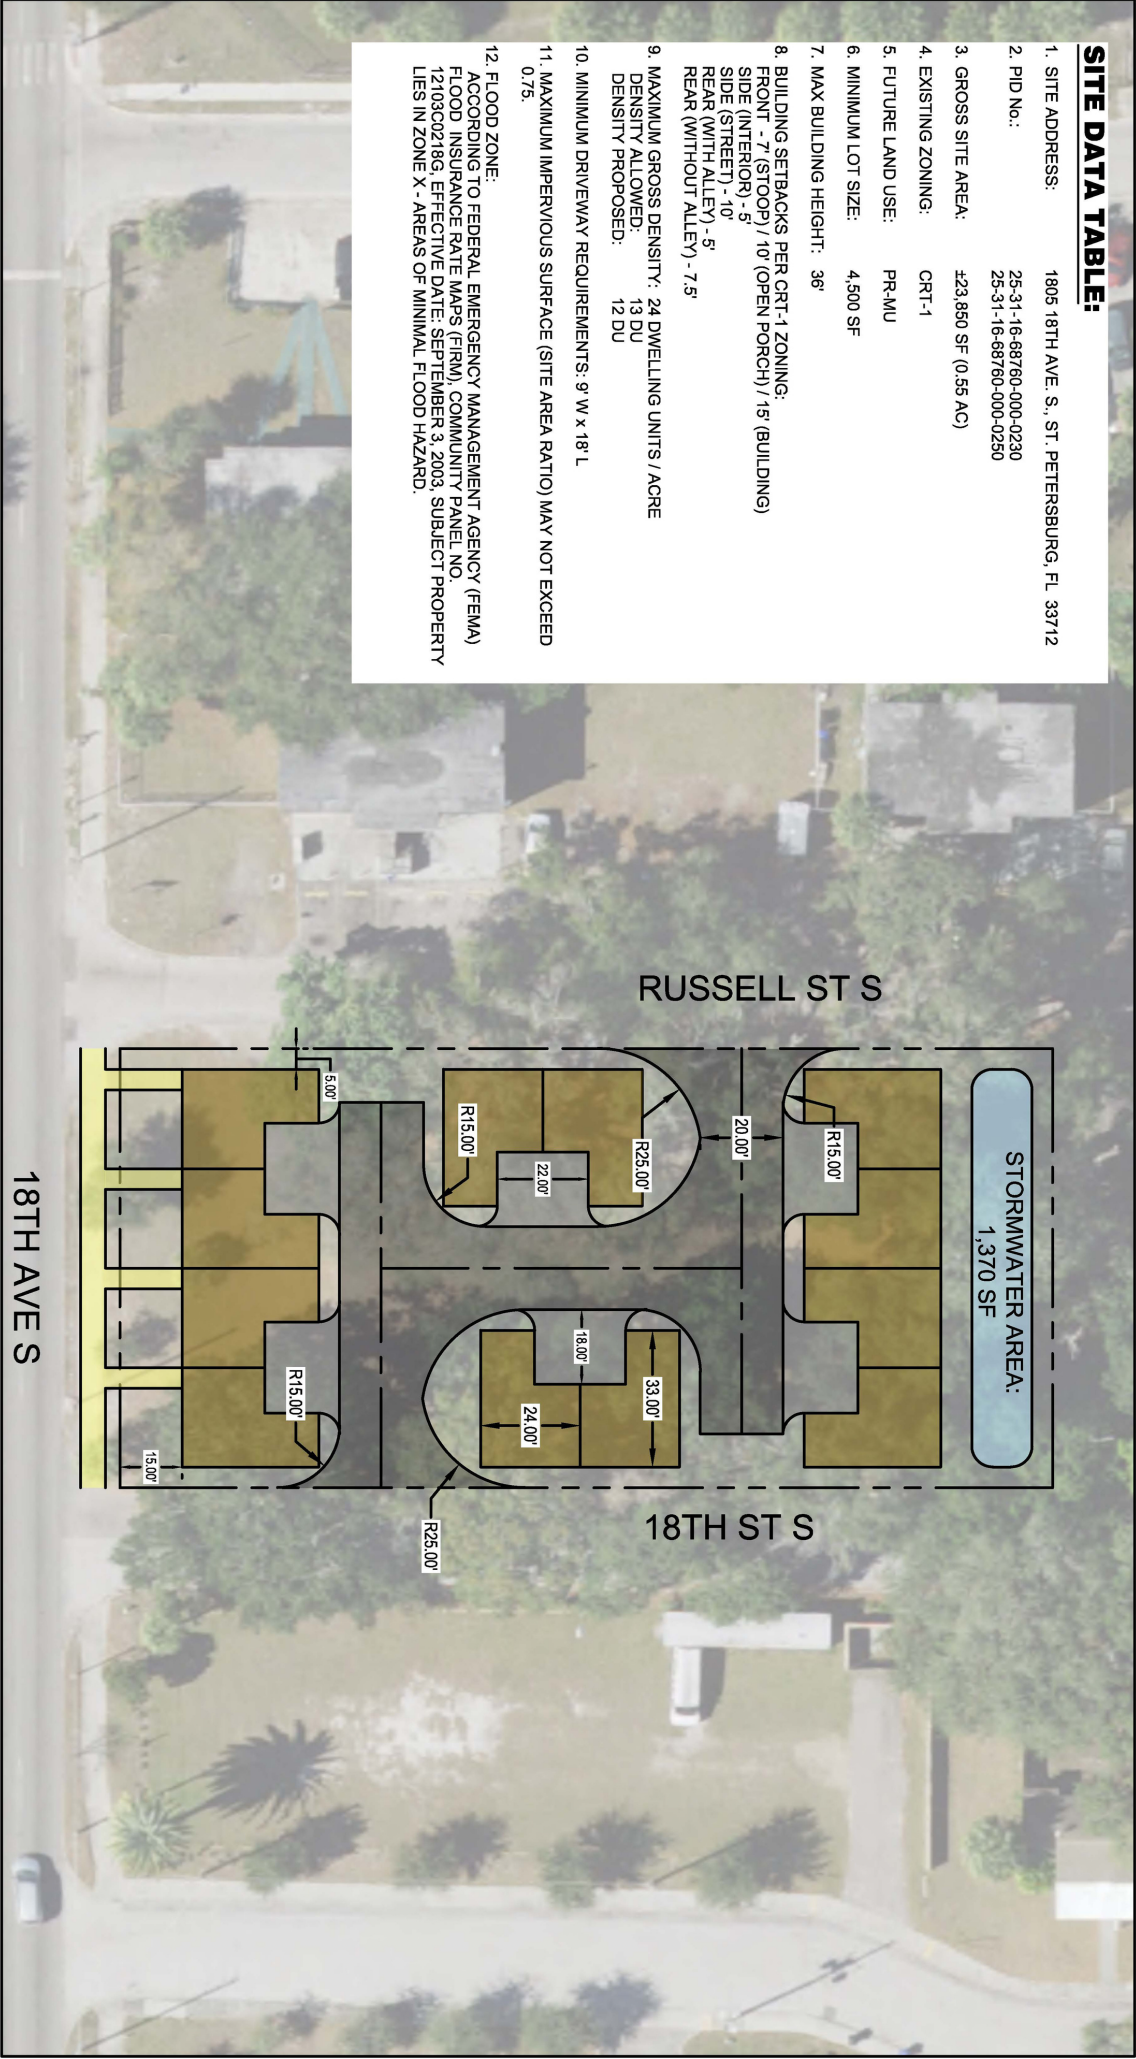 SITE DATA TABLE:
1. SITE ADDRESS: 1805 18TH AVE. S., ST. PETERSBURG, FL 33712
2. PID No.: 25-31-16-68760-000-0230
25-31-16-68760-000-0250
3. GROSS SITE AREA: ±23,850 SF (0.55 AC)
4. EXISTING ZONING: CRT-1
5. FUTURE LAND USE: PR-MU
6. MINIMUM LOT SIZE: 4,500 SF
7. MAX BUILDING HEIGHT: 36'
8. BUILDING SETBACKS PER CRT-1 ZONING:
FRONT - 7' (STOOP) / 10' (OPEN PORCH) / 15' (BUILDING)
SIDE (INTERIOR) - 5'
SIDE (STREET) - 10'
REAR (WITH ALLEY) - 5'
REAR (WITHOUT ALLEY) - 7.5'
9. MAXIMUM GROSS DENSITY: 24 DWELLING UNITS / ACRE
DENSITY ALLOWED: 13 DU
DENSITY PROPOSED: 12 DU
10. MINIMUM DRIVEWAY REQUIREMENTS: 9' W x 18' L
11. MAXIMUM IMPERVIOUS SURFACE (SITE AREA RATIO) MAY NOT EXCEED
0.75.
12. FLOOD ZONE:
ACCORDING TO FEDERAL EMERGENCY MANAGEMENT AGENCY (FEMA)
FLOOD INSURANCE RATE MAPS (FIRM), COMMUNITY PANEL NO.
12103C0218G, EFFECTIVE DATE: SEPTEMBER 3, 2003, SUBJECT PROPERTY
LIES IN ZONE X - AREAS OF MINIMAL FLOOD HAZARD.
RUSSELL ST S
STORMWATER AREA:
1,370 SF
R15.00'
20.00'
R25.00'
22.00'
R15.00'
5.00'
33.00'
18.00'
24.00'
R15.00'
15.00'
R25.00'
18TH ST S
18TH AVE S